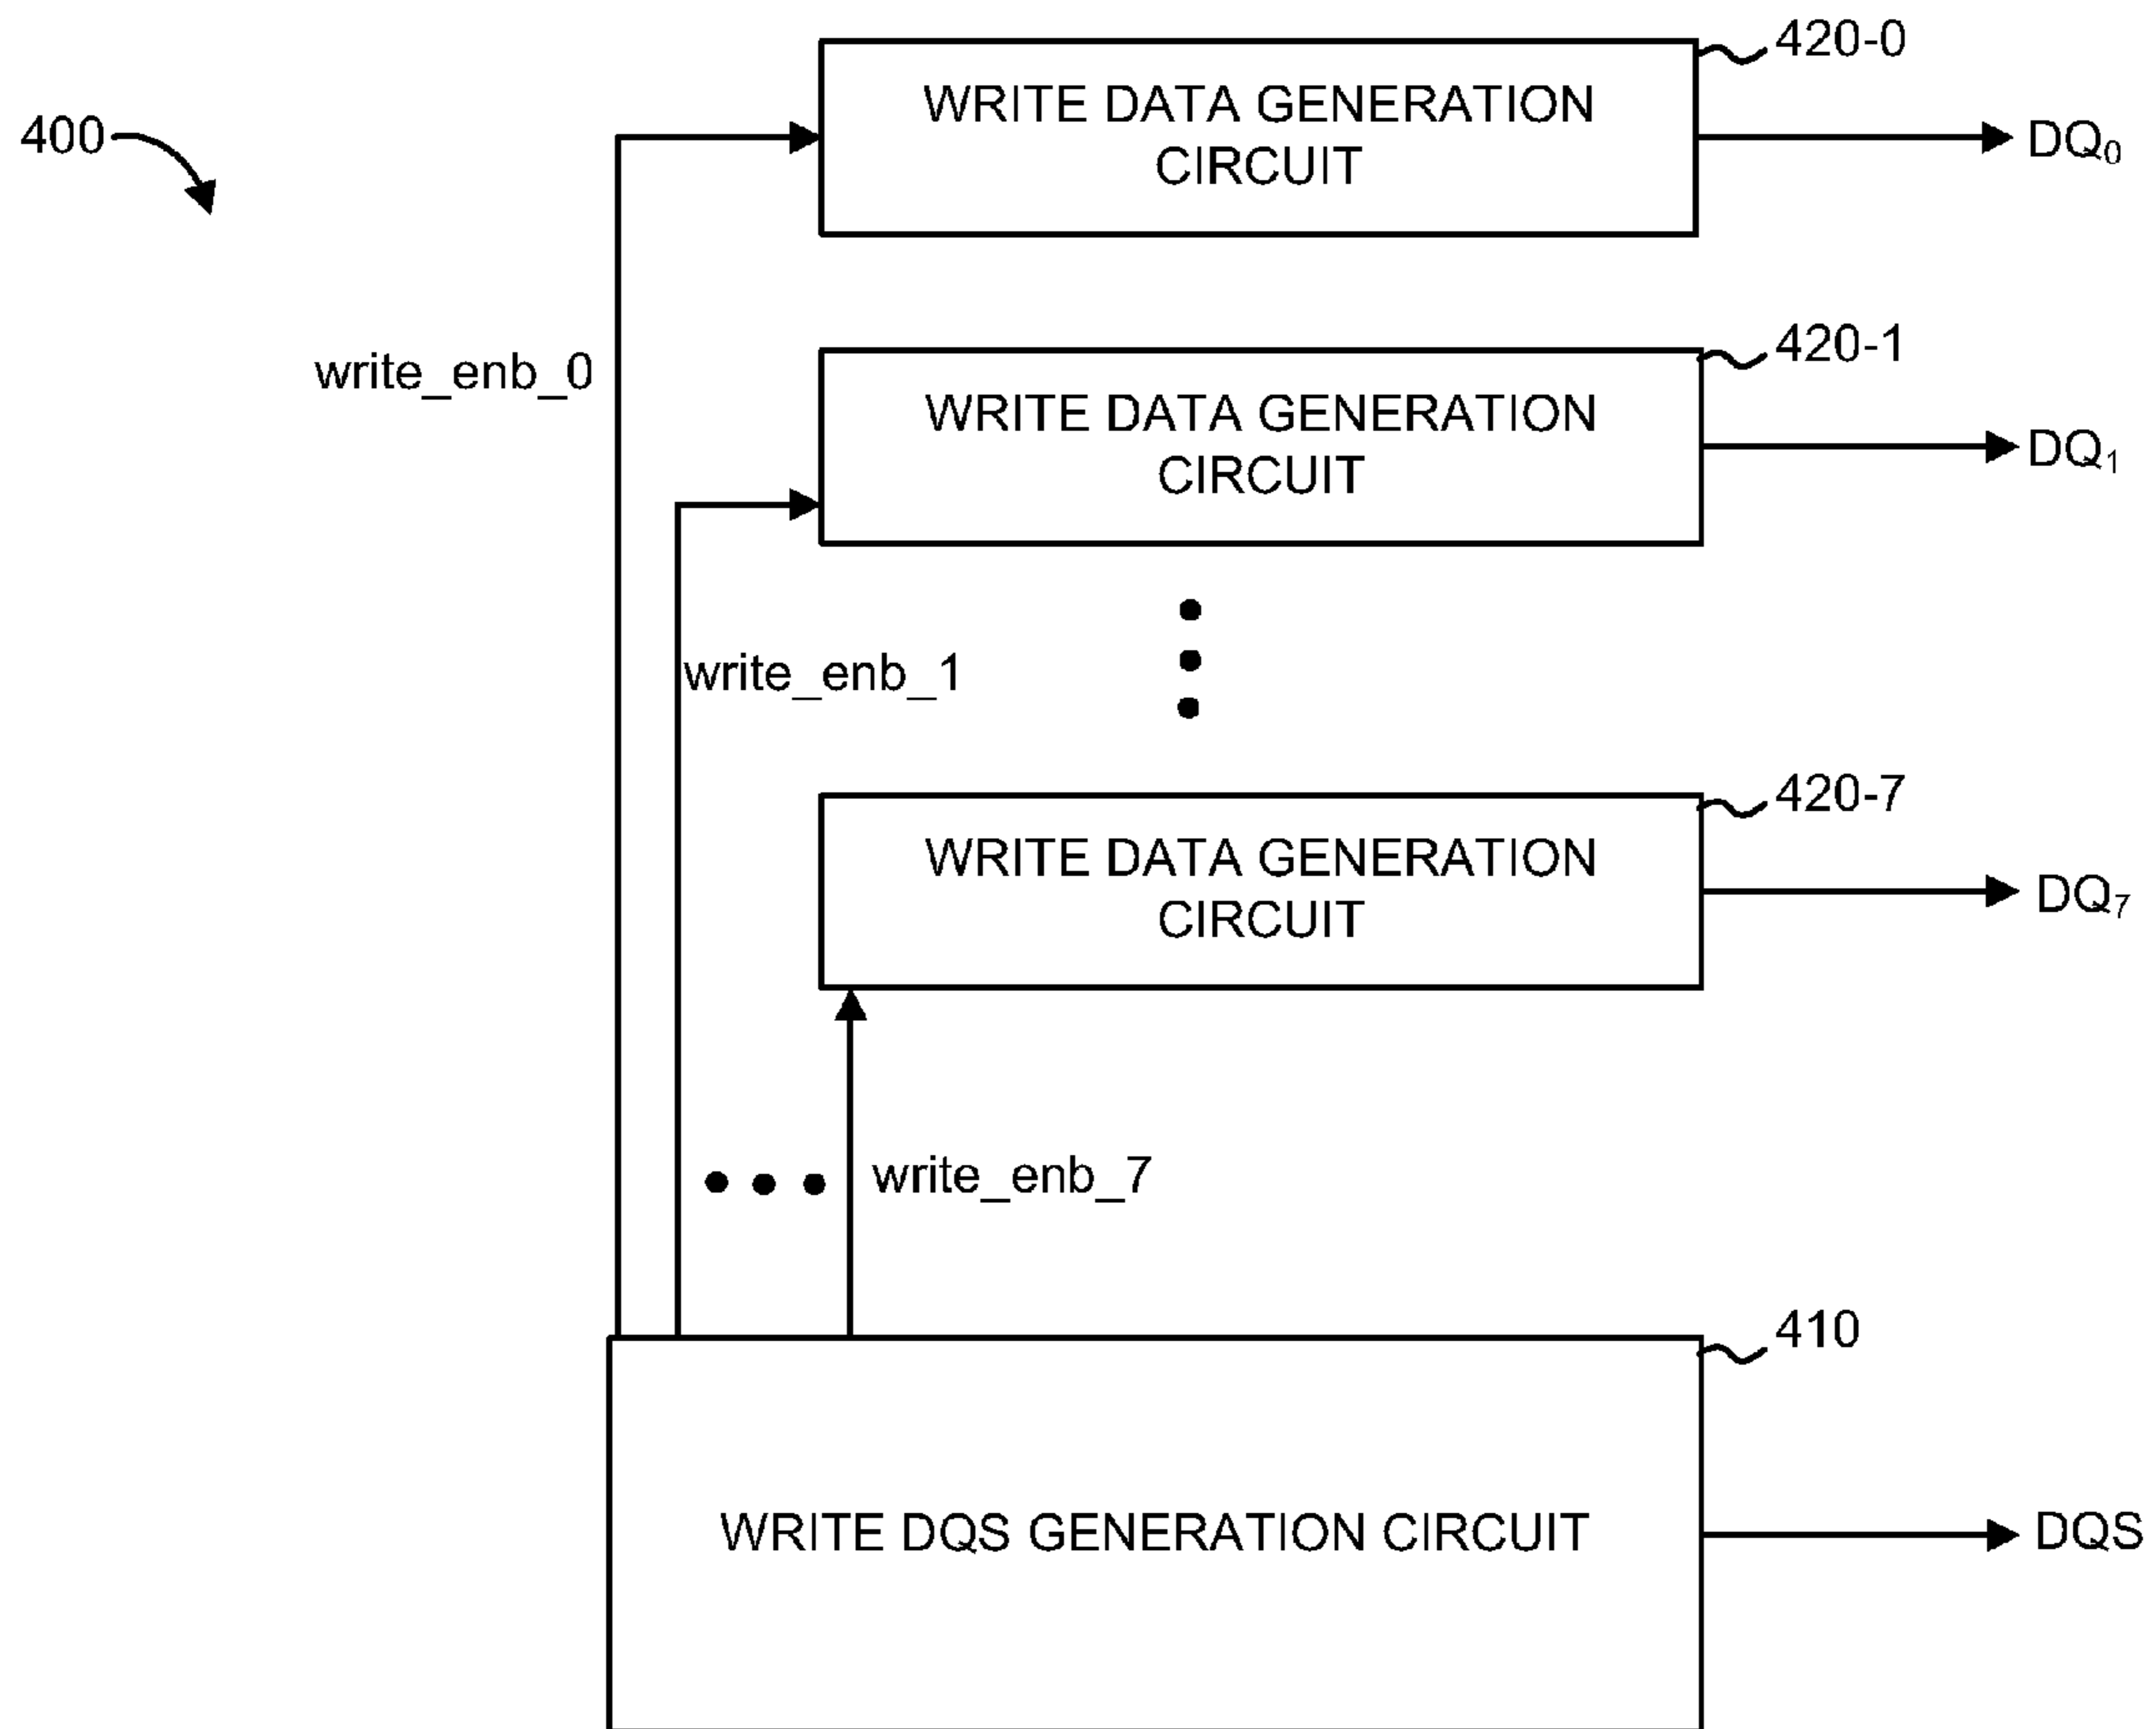 420-0
WRITE DATA GENERATION
CIRCUIT
400
DQ₀
420-1
write_enb_0
WRITE DATA GENERATION
CIRCUIT
DQ₁
write_enb_1
420-7
WRITE DATA GENERATION
CIRCUIT
DQ₇
write_enb_7
410
WRITE DQS GENERATION CIRCUIT
DQS